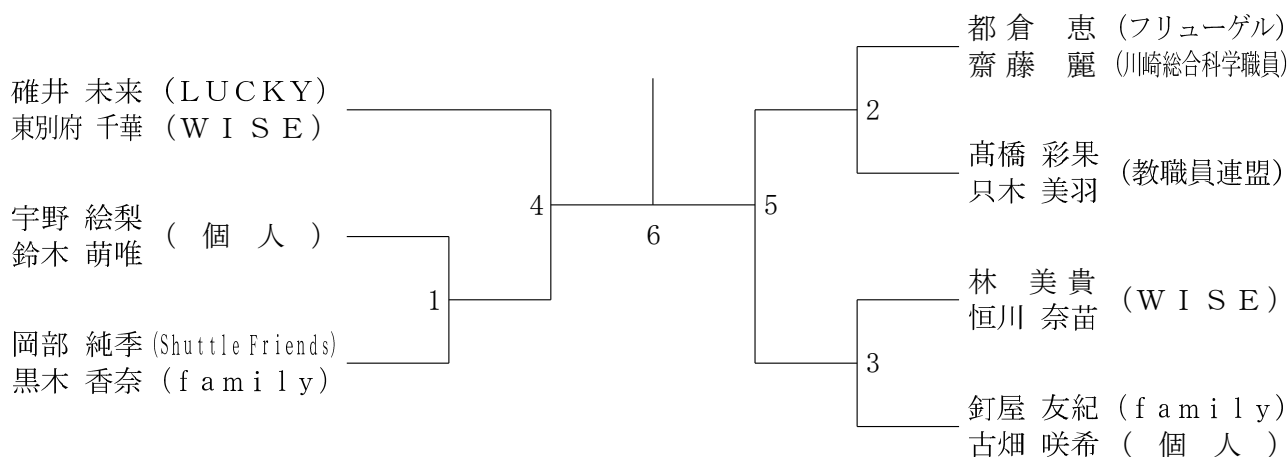 碓井 未来 (LUCKY)
東別府 千華 (WISE)
宇野 絵梨 (個人)
鈴木 萌唯
1
岡部 純季 (Shuttle Friends)
黒木 香奈 (family)
4
6
5
都倉 恵 (フリューゲル)
齋藤 麗 (川崎総合科学職員)
2
髙橋 彩果 (教職員連盟)
只木 美羽
林 美貴 (WISE)
恒川 奈苗
3
釘屋 友紀 (family)
古畑 咲希 (個人)